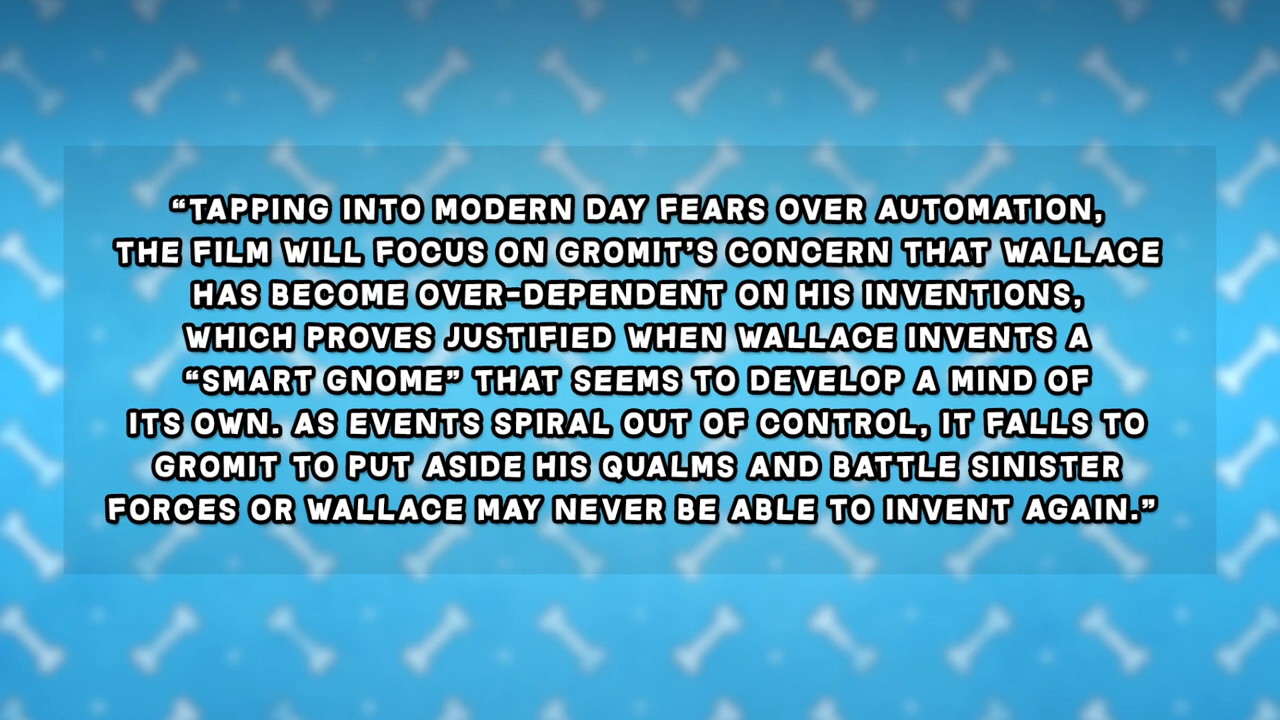 “TAPPING INTO MODERN DAY FEARS OVER AUTOMATION,
THE FILM WILL FOCUS ON GROMIT’S CONCERN THAT WALLACE
HAS BECOME OVER-DEPENDENT ON HIS INVENTIONS,
WHICH PROVES JUSTIFIED WHEN WALLACE INVENTS A
“SMART GNOME” THAT SEEMS TO DEVELOP A MIND OF
ITS OWN. AS EVENTS SPIRAL OUT OF CONTROL, IT FALLS TO
GROMIT TO PUT ASIDE HIS QUALMS AND BATTLE SINISTER
FORCES OR WALLACE MAY NEVER BE ABLE TO INVENT AGAIN.”